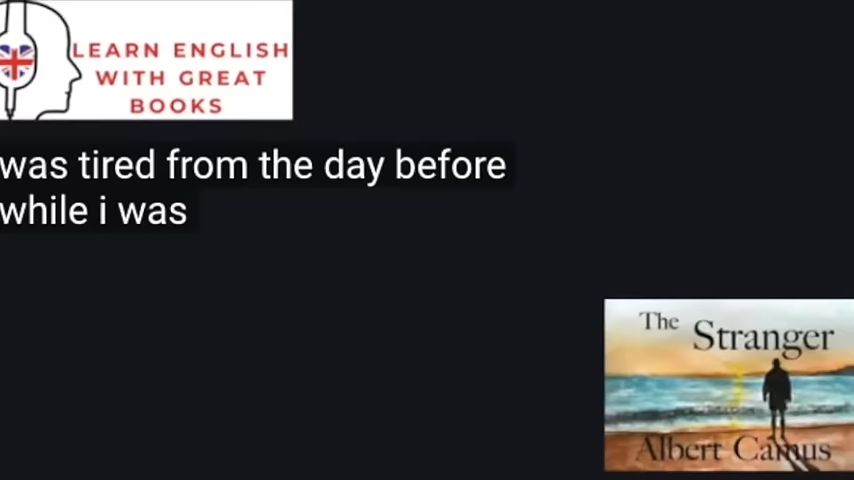 LEARN ENGLISH
WITH GREAT
BOOKS
was tired from the day before
while i was
The Stranger
Albert Camus